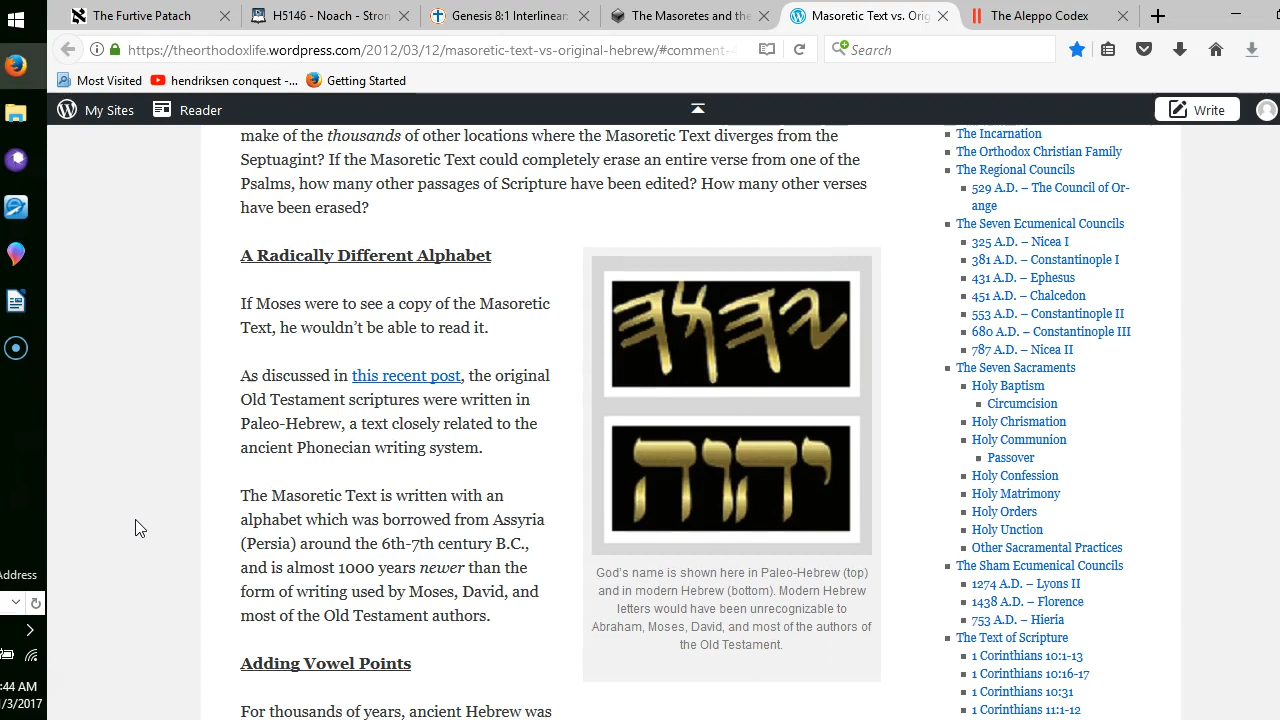 The Furtive Patach
H5146 - Noach - Stron
Genesis 8:1 Interlinear:
The Masoretes and the
Masoretic Text vs. Orig
The Aleppo Codex
https://theorthodoxlife.wordpress.com/2012/03/12/masoretic-text-vs-original-hebrew/#comment-4
Search
Most Visited
hendriksen conquest -...
Getting Started
My Sites
Reader
Write
make of the thousands of other locations where the Masoretic Text diverges from the
Septuagint? If the Masoretic Text could completely erase an entire verse from one of the
Psalms, how many other passages of Scripture have been edited? How many other verses
have been erased?
A Radically Different Alphabet
If Moses were to see a copy of the Masoretic
Text, he wouldn't be able to read it.
As discussed in this recent post, the original
Old Testament scriptures were written in
Paleo-Hebrew, a text closely related to the
ancient Phonecian writing system.
The Masoretic Text is written with an
alphabet which was borrowed from Assyria
(Persia) around the 6th-7th century B.C.,
and is almost 1000 years newer than the
form of writing used by Moses, David, and
most of the Old Testament authors.
Adding Vowel Points
For thousands of years, ancient Hebrew was
𐤉𐤄𐤅𐤄
יהוה
God's name is shown here in Paleo-Hebrew (top)
and in modern Hebrew (bottom). Modern Hebrew
letters would have been unrecognizable to
Abraham, Moses, David, and most of the authors of
the Old Testament.
The Incarnation
The Orthodox Christian Family
The Regional Councils
529 A.D. – The Council of Or-
ange
The Seven Ecumenical Councils
325 A.D. – Nicea I
381 A.D. – Constantinople I
431 A.D. – Ephesus
451 A.D. – Chalcedon
553 A.D. – Constantinople II
680 A.D. – Constantinople III
787 A.D. – Nicea II
The Seven Sacraments
Holy Baptism
Circumcision
Holy Chrismation
Holy Communion
Passover
Holy Confession
Holy Matrimony
Holy Orders
Holy Unction
Other Sacramental Practices
The Sham Ecumenical Councils
1274 A.D. – Lyons II
1438 A.D. – Florence
753 A.D. – Hieria
The Text of Scripture
1 Corinthians 10:1-13
1 Corinthians 10:16-17
1 Corinthians 10:31
1 Corinthians 11:1-12
Address
:44 AM
1/3/2017